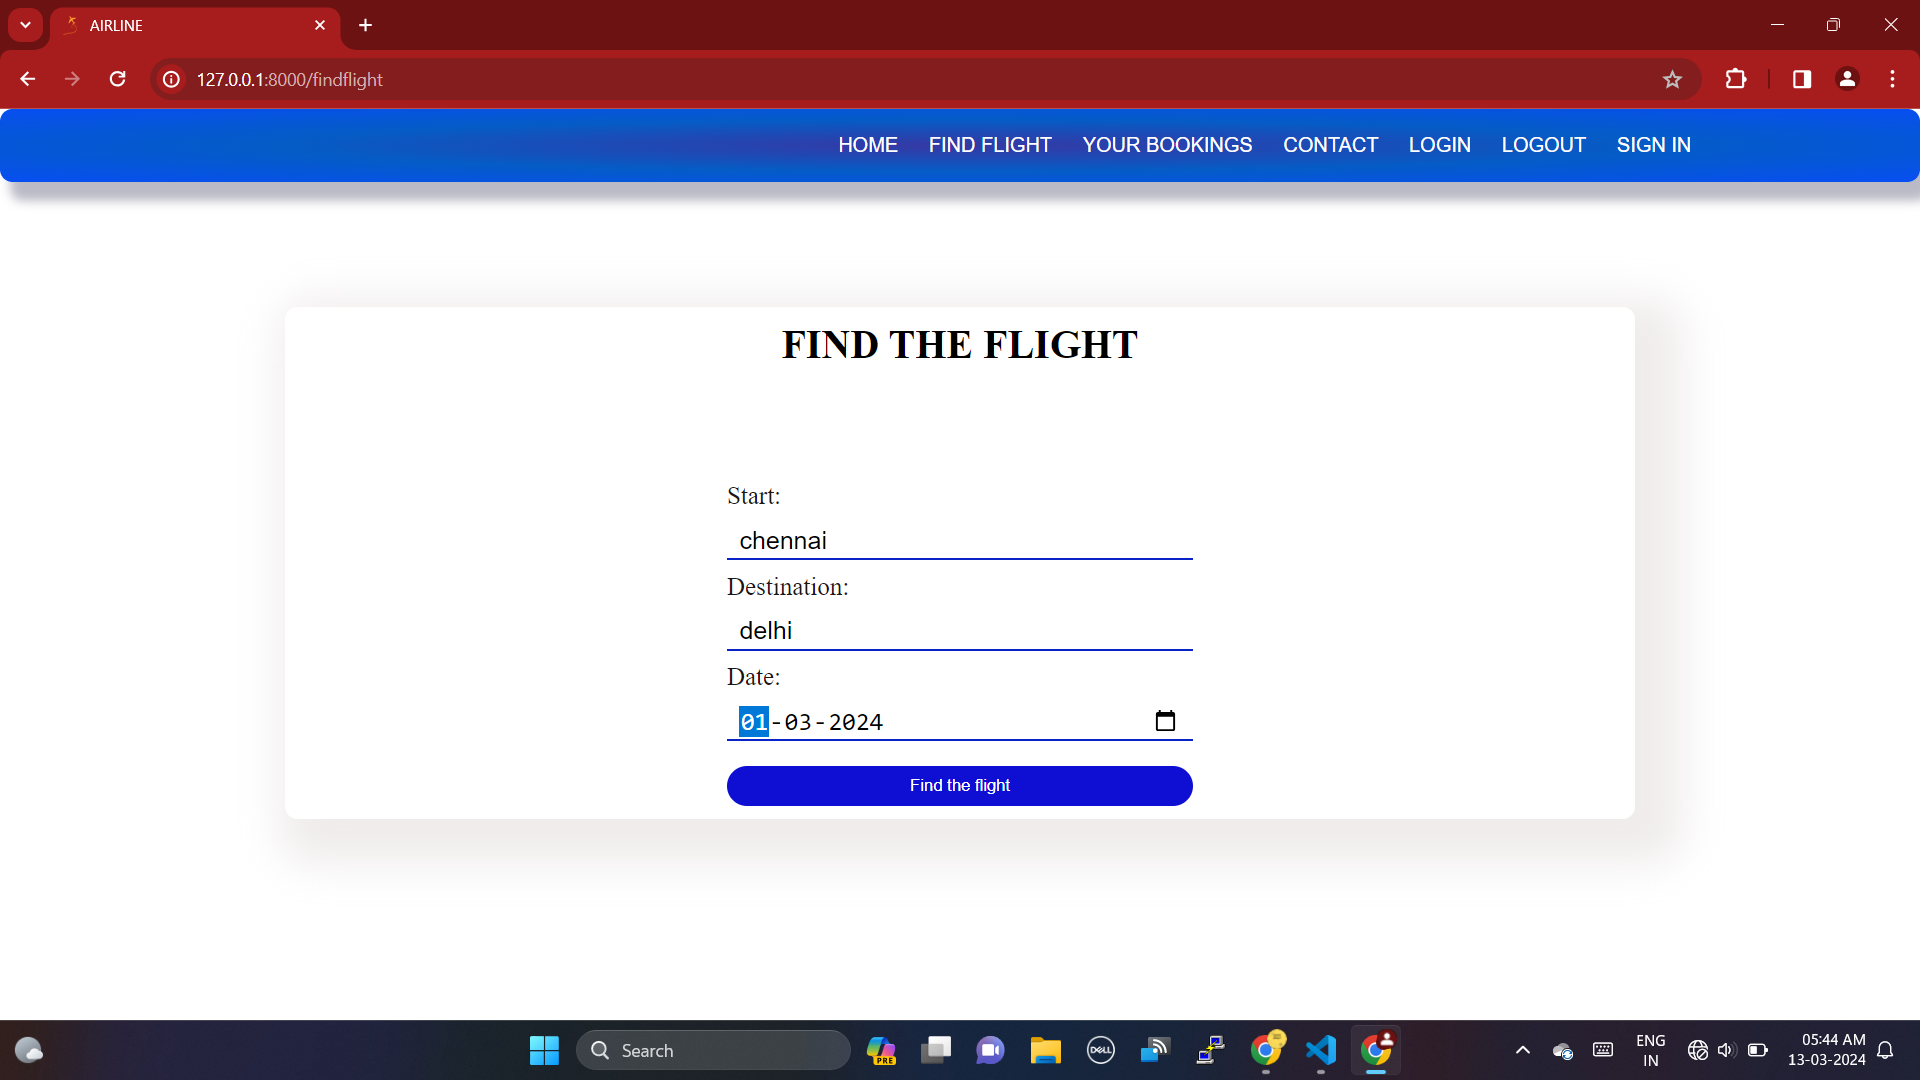 AIRLINE
127.0.0.1:8000/findflight
HOME FIND FLIGHT YOUR BOOKINGS CONTACT LOGIN LOGOUT SIGN IN
FIND THE FLIGHT
Start:
chennai
Destination:
delhi
Date:
01-03-2024
Find the flight
Search
PRE
DELL
ENG
IN
05:44 AM
13-03-2024